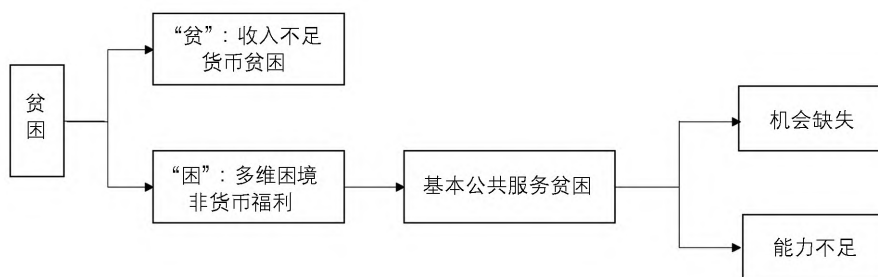 贫
困
“贫”：收入不足
货币贫困
“困”：多维困境
非货币福利
基本公共服务贫困
机会缺失
能力不足